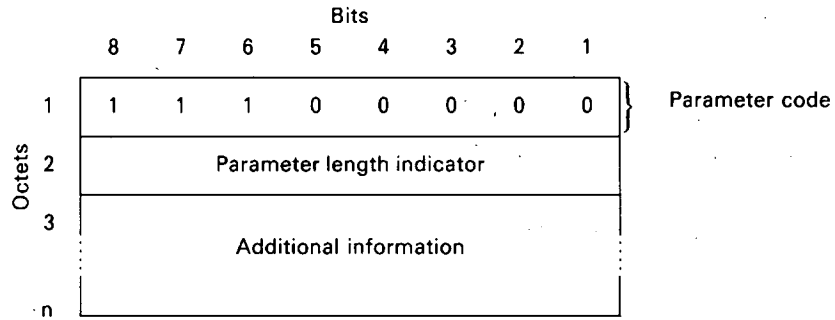 Bits
8 7 6 5 4 3 2 1
1 1 1 1 0 0 0 0 0 Parameter code
Octets
2 Parameter length indicator
3
Additional information
n